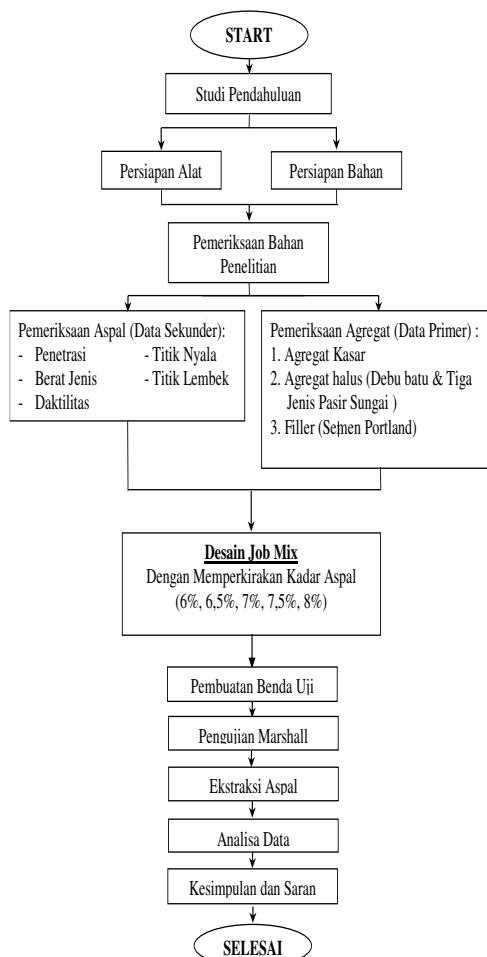 START
Studi Pendahuluan
Persiapan Alat
Persiapan Bahan
Pemeriksaan Bahan
Penelitian
Pemeriksaan Aspal (Data Sekunder):
- Penetrasi - Titik Nyala
- Berat Jenis - Titik Lembek
- Daktilitas
Pemeriksaan Agregat (Data Primer) :
1. Agregat Kasar
2. Agregat halus (Debu batu & Tiga
Jenis Pasir Sungai )
3. Filler (Semen Portland)
Desain Job Mix
Dengan Memperkirakan Kadar Aspal
(6%, 6,5%, 7%, 7,5%, 8%)
Pembuatan Benda Uji
Pengujian Marshall
Ekstraksi Aspal
Analisa Data
Kesimpulan dan Saran
SELESAI